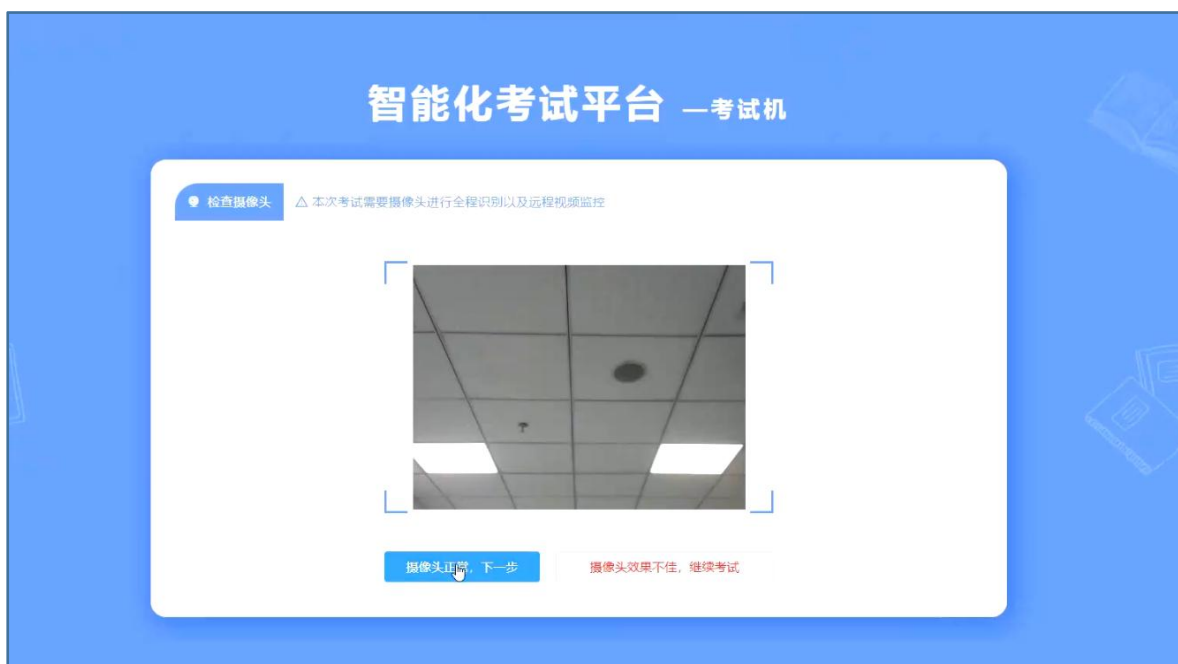 智能化考试平台 —考试机
检查摄像头 本次考试需要摄像头进行全程识别以及远程视频监控
摄像头正常，下一步 摄像头效果不佳，继续考试